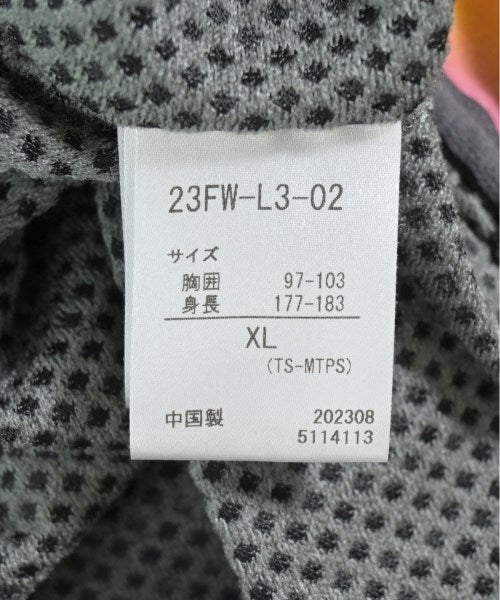 23FW-L3-02
サイズ
胸囲 97-103
身長 177-183
XL
(TS-MTPS)
中国製 202308
5114113